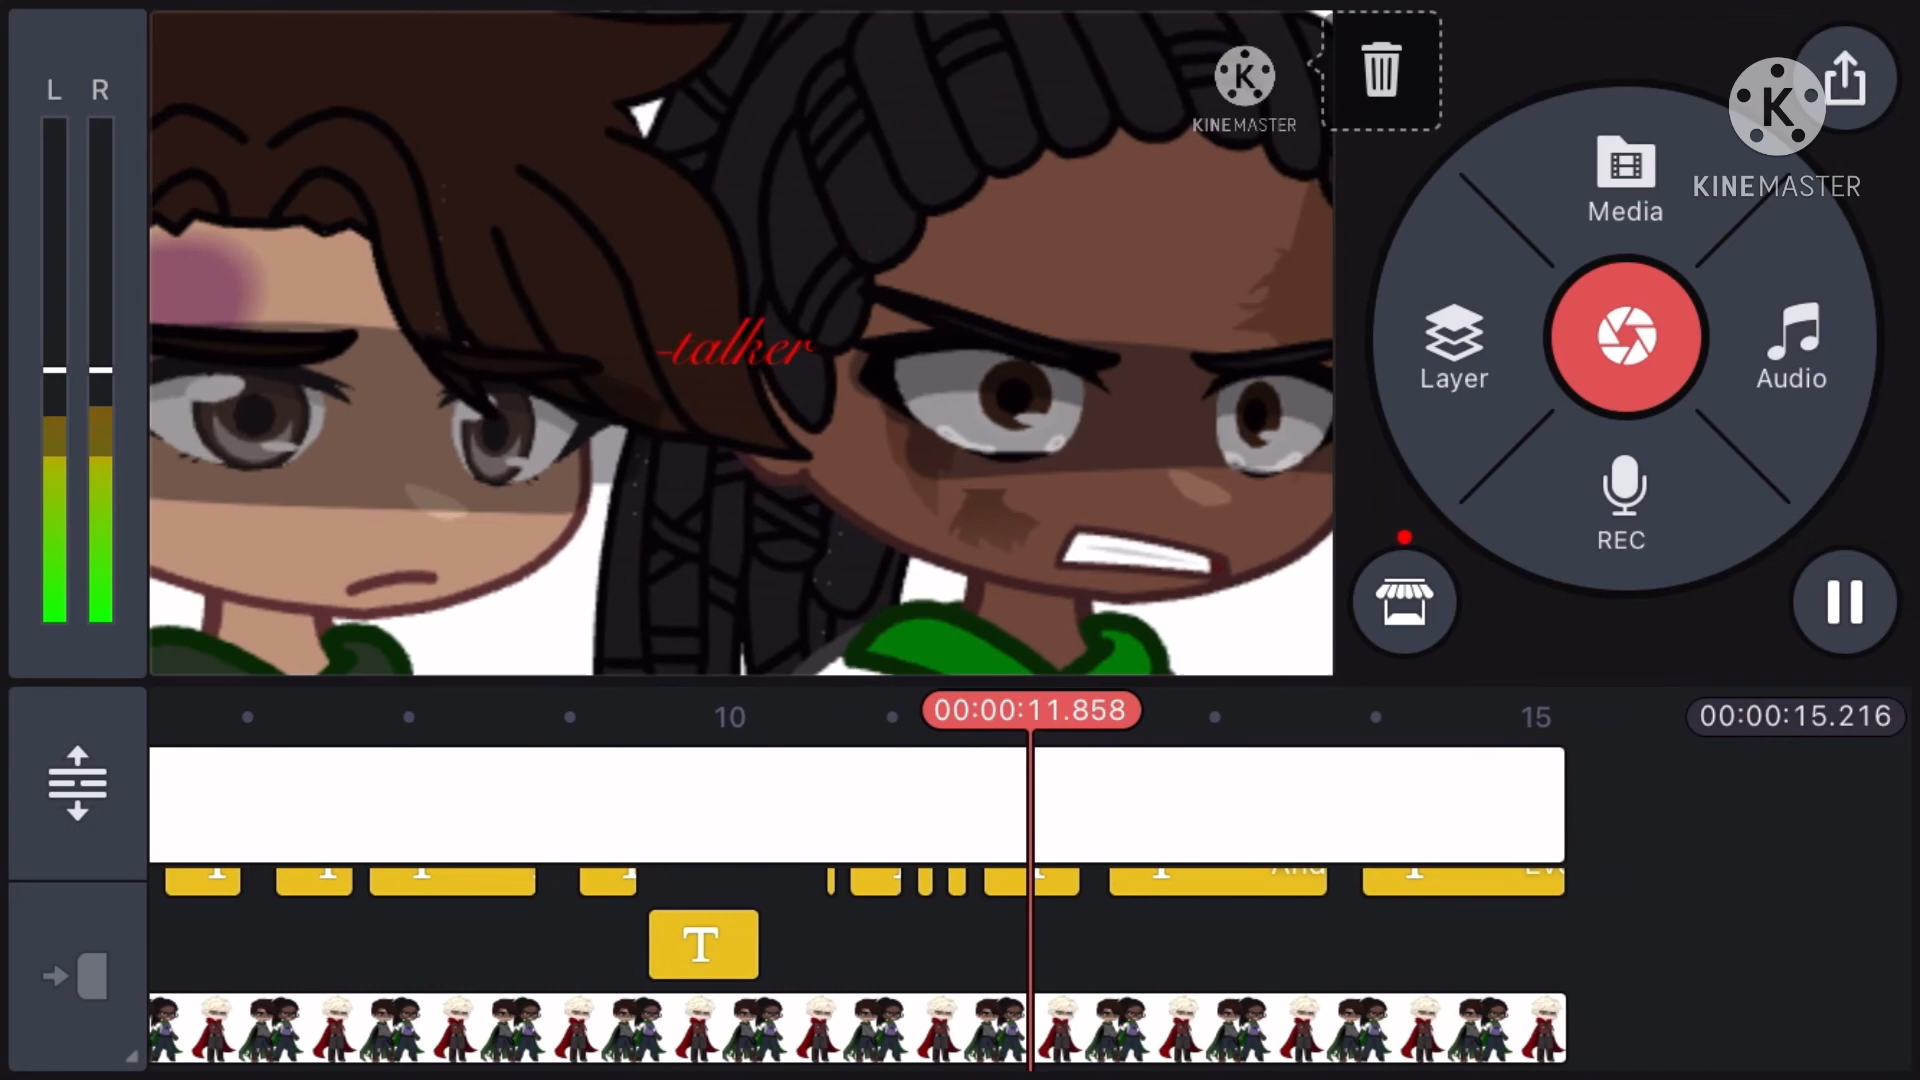 L R
KINEMASTER
KINEMASTER
Media
Layer
Audio
REC
-talker
10
00:00:11.858
15
00:00:15.216
T